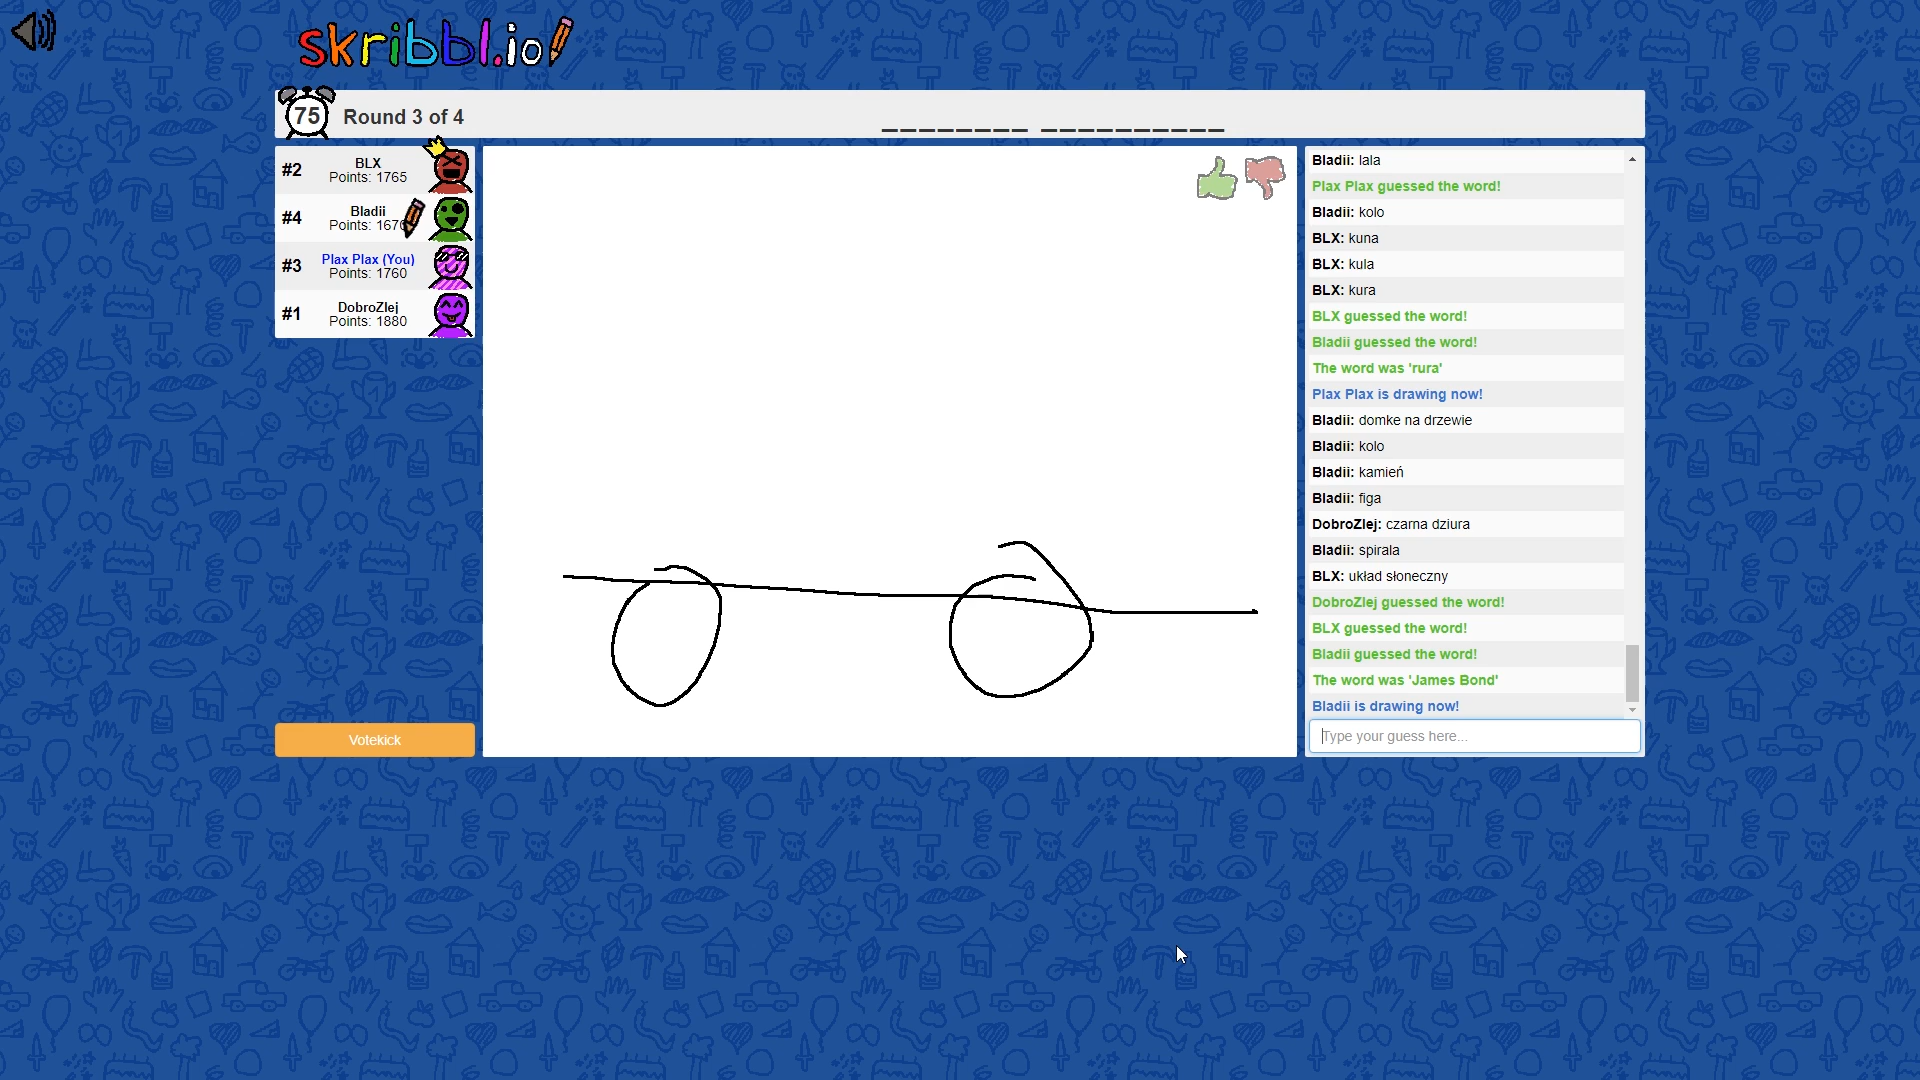 skribbl.io
75
Round 3 of 4
________ __________
#2
BLX
Points: 1765
#4
Bladii
Points: 1670
#3
Plax Plax (You)
Points: 1760
#1
DobroZlej
Points: 1880
Votekick
Bladii: lala
Plax Plax guessed the word!
Bladii: kolo
BLX: kuna
BLX: kula
BLX: kura
BLX guessed the word!
Bladii guessed the word!
The word was 'rura'
Plax Plax is drawing now!
Bladii: domke na drzewie
Bladii: kolo
Bladii: kamień
Bladii: figa
DobroZlej: czarna dziura
Bladii: spirala
BLX: układ słoneczny
DobroZlej guessed the word!
BLX guessed the word!
Bladii guessed the word!
The word was 'James Bond'
Bladii is drawing now!
Type your guess here...